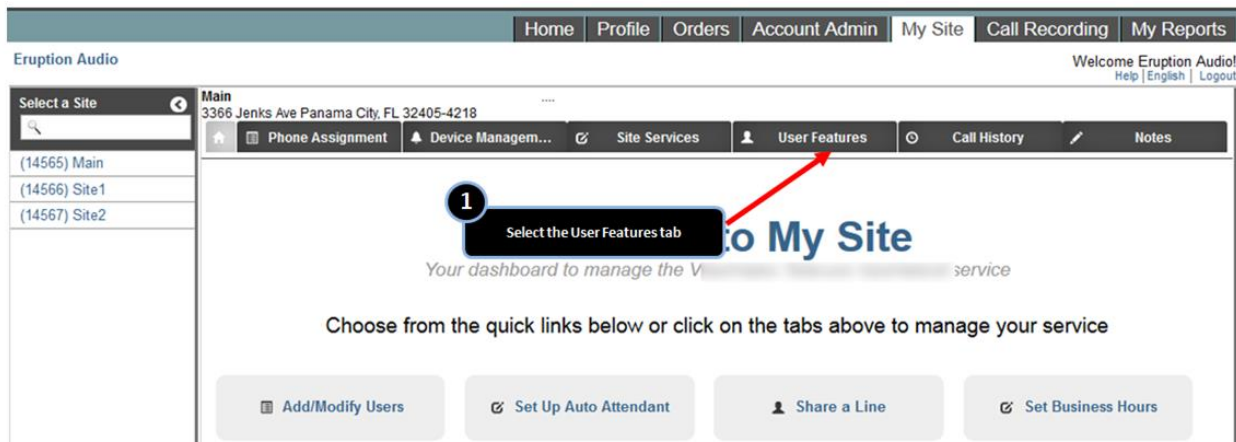 Home Profile Orders Account Admin My Site Call Recording My Reports
Eruption Audio
Welcome Eruption Audio!
Help | English | Logout
Select a Site
Main
3366 Jenks Ave Panama City, FL 32405-4218
....
Phone Assignment Device Managem... Site Services User Features Call History Notes
(14565) Main
(14566) Site1
(14567) Site2
1
Select the User Features tab
to My Site
Your dashboard to manage the service
Choose from the quick links below or click on the tabs above to manage your service
Add/Modify Users Set Up Auto Attendant Share a Line Set Business Hours